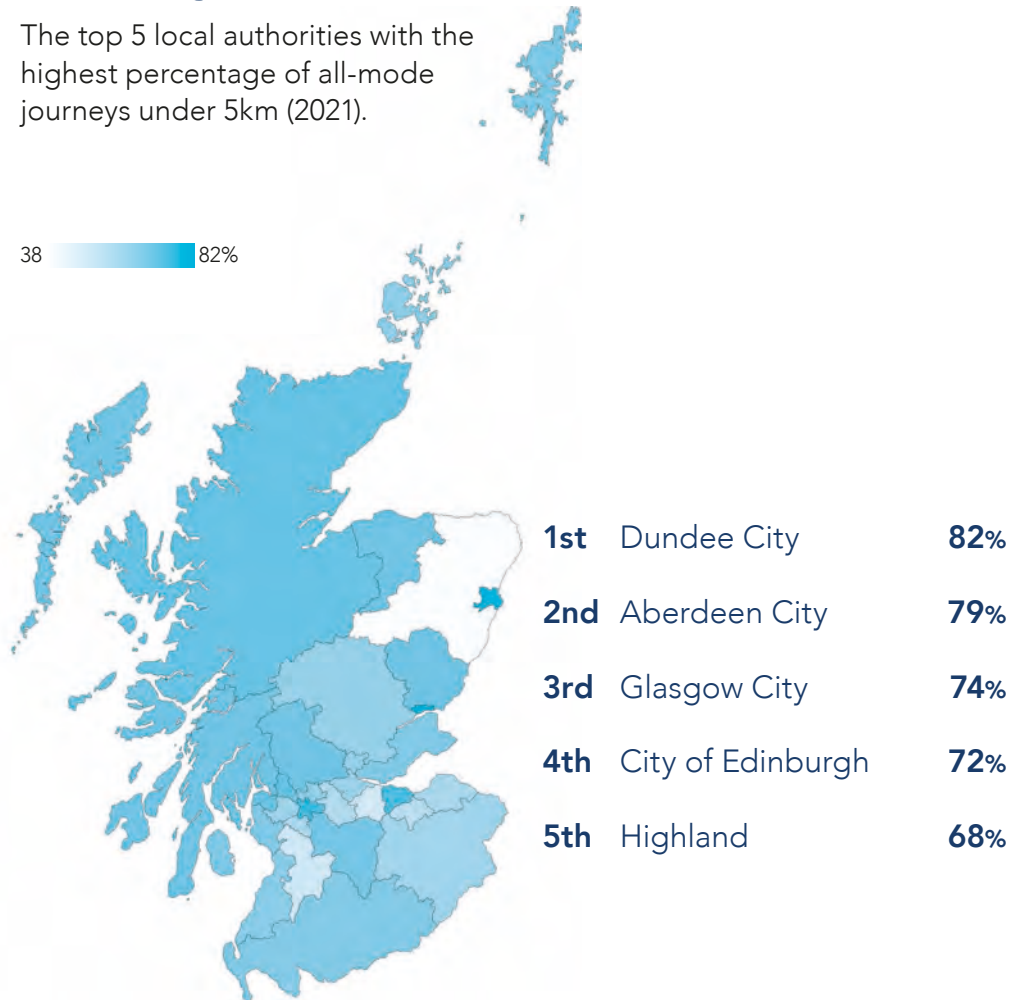 The top 5 local authorities with the
highest percentage of all-mode
journeys under 5km (2021).
38 82%
1st Dundee City 82%
2nd Aberdeen City 79%
3rd Glasgow City 74%
4th City of Edinburgh 72%
5th Highland 68%